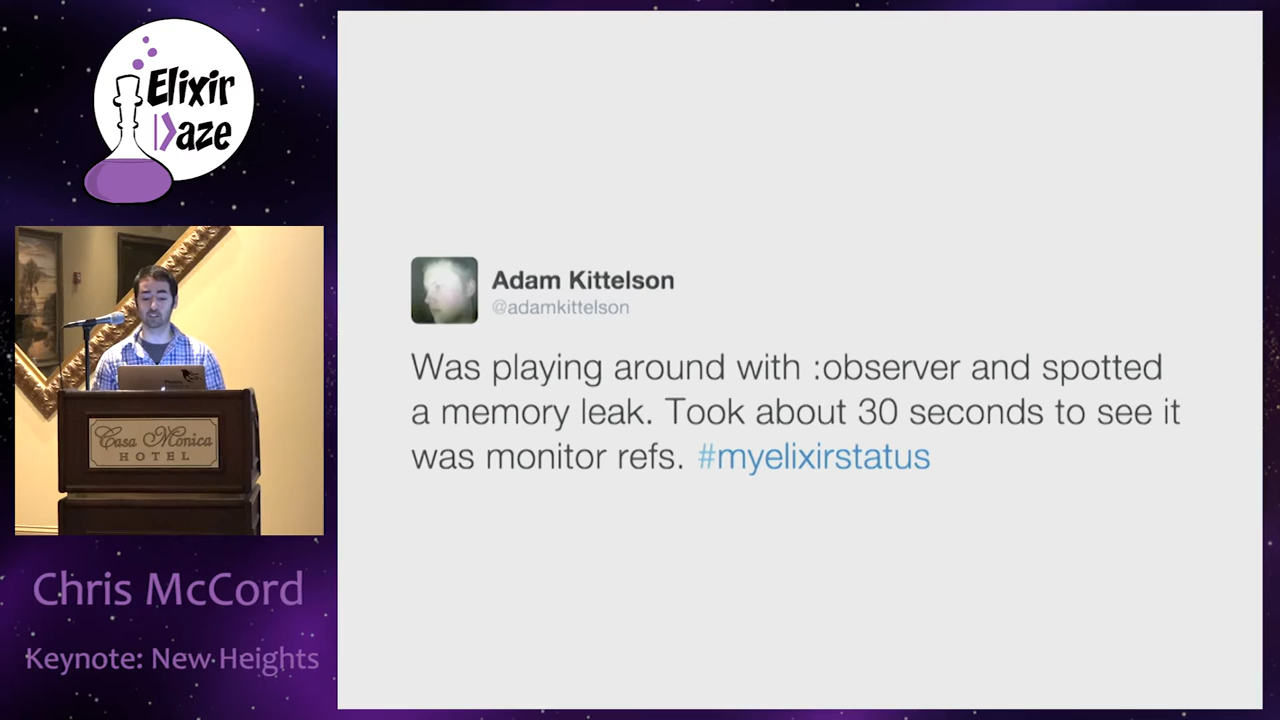 Elixir
Daze
Casa Monica
HOTEL
Chris McCord
Keynote: New Heights
Adam Kittelson
@adamkittelson
Was playing around with :observer and spotted
a memory leak. Took about 30 seconds to see it
was monitor refs. #myelixirstatus